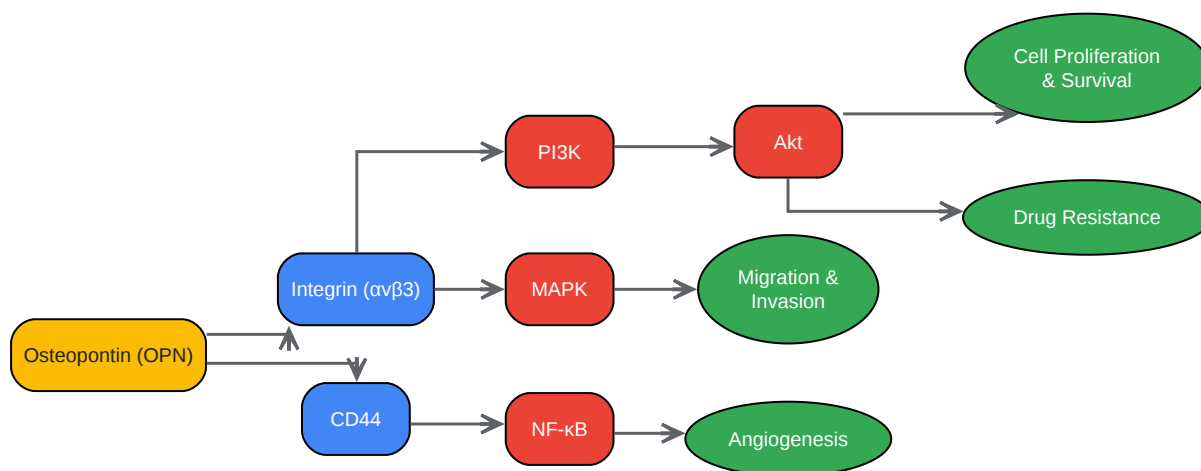 Cell Proliferation
& Survival
PI3K
Akt
Drug Resistance
Integrin (αvβ3)
MAPK
Migration &
Invasion
Osteopontin (OPN)
CD44
NF-κB
Angiogenesis